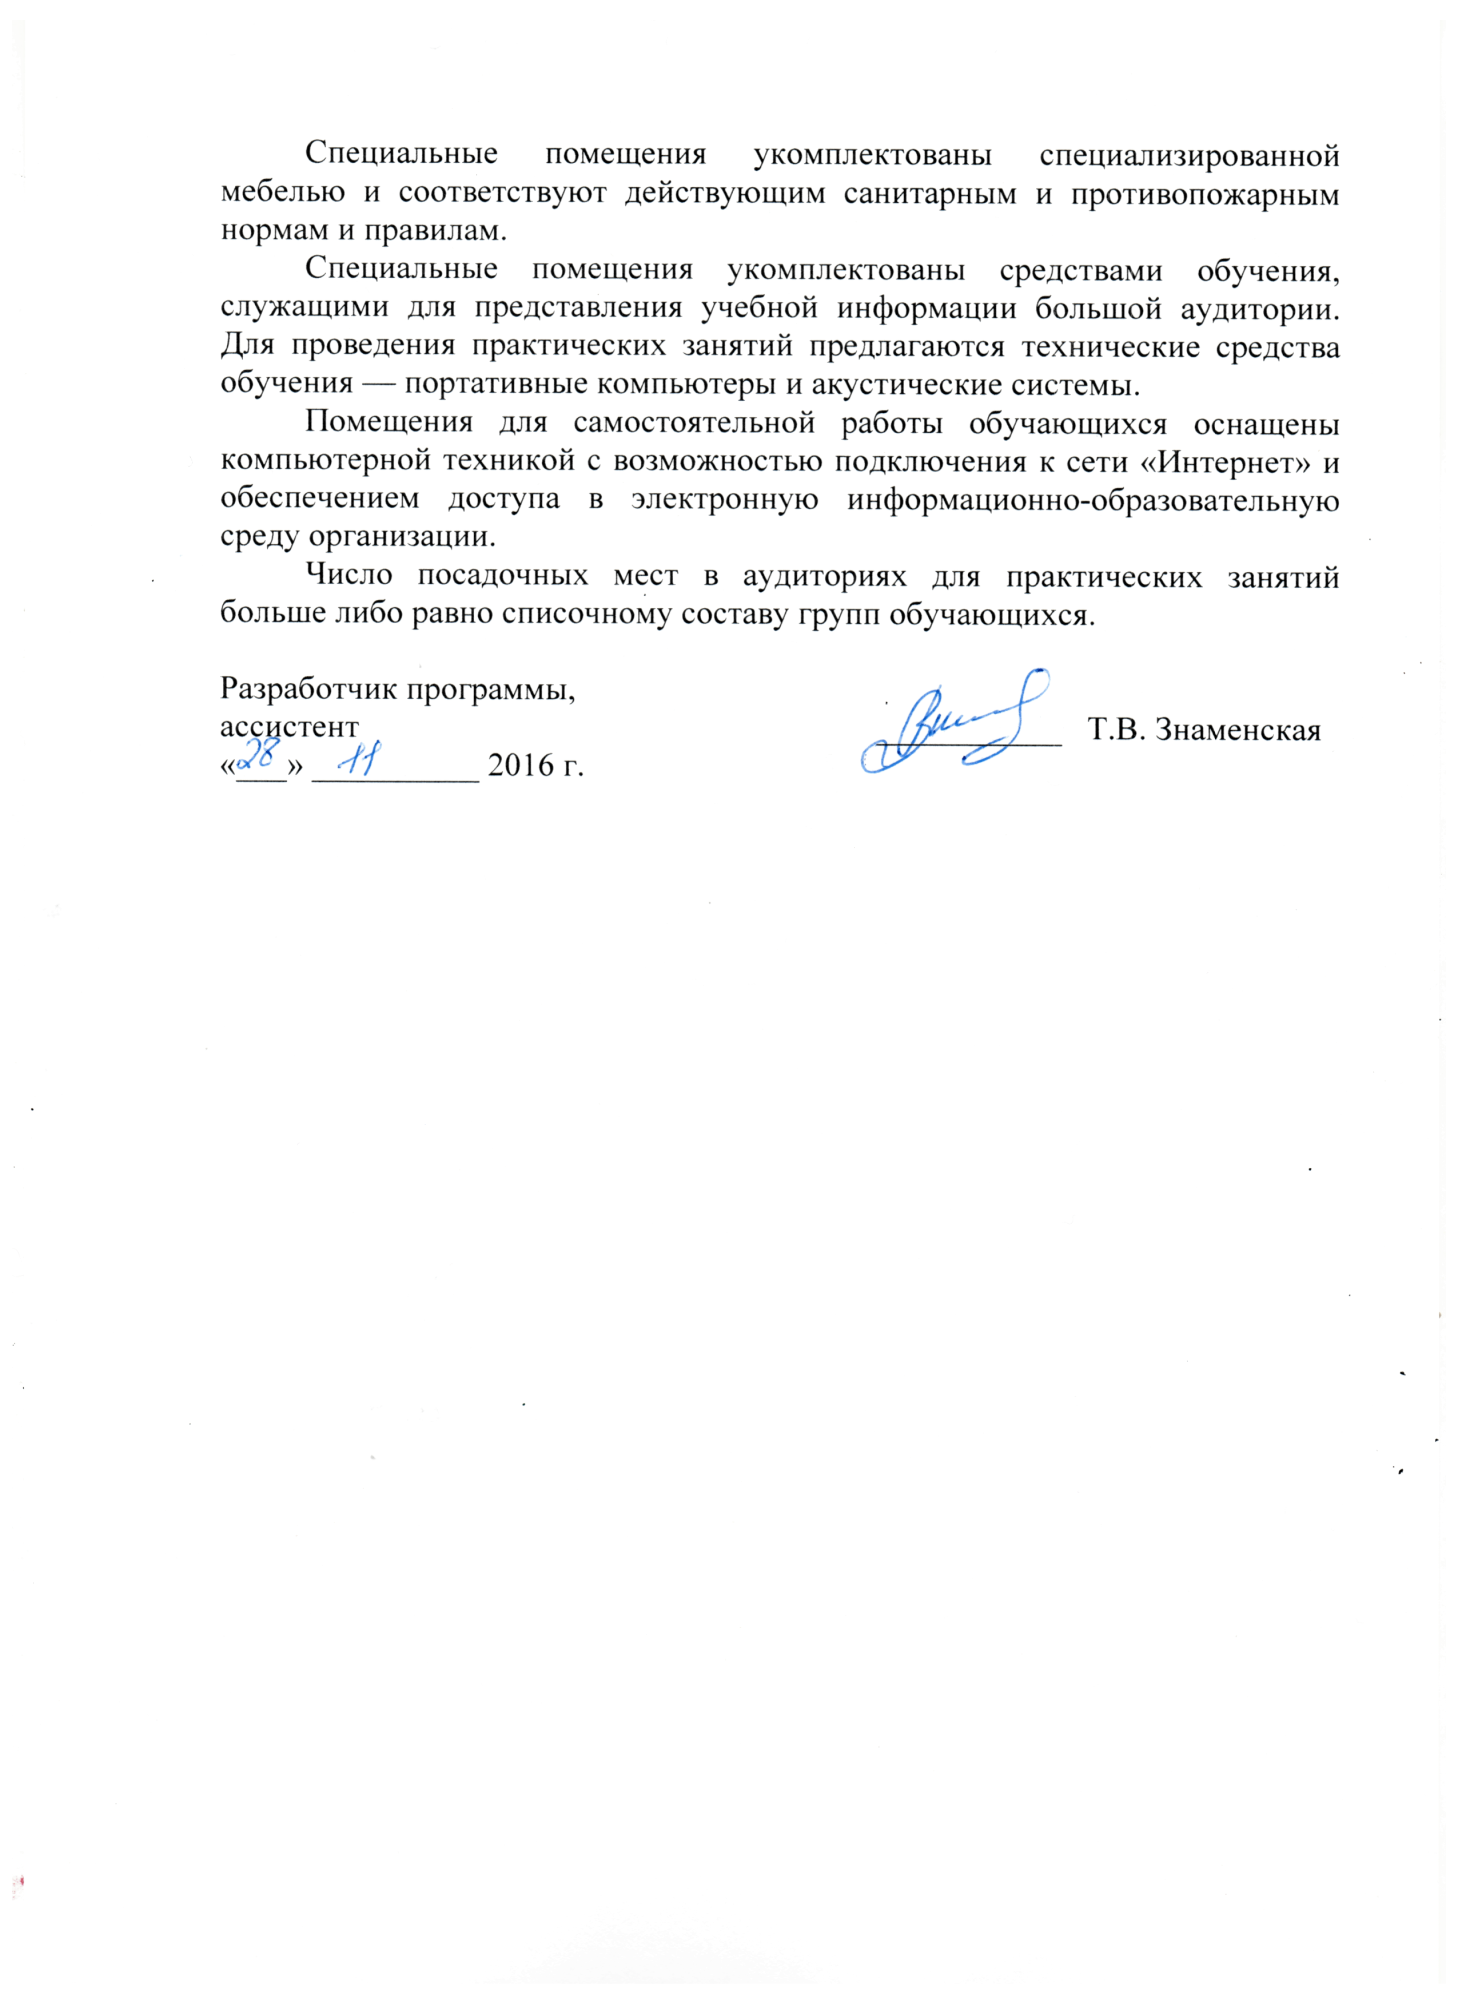 Специальные помещения укомплектованы специализированной
мебелью и соответствуют действующим санитарным и противопожарным
нормам и правилам.
Специальные помещения укомплектованы средствами обучения,
служащими для представления учебной информации большой аудитории.
Для проведения практических занятий предлагаются технические средства
обучения — портативные компьютеры и акустические системы.
Помещения для самостоятельной работы обучающихся оснащены
компьютерной техникой с возможностью подключения к сети «Интернет» и
обеспечением доступа в электронную информационно-образовательную
среду организации.
Число посадочных мест в аудиториях для практических занятий
больше либо равно списочному составу групп обучающихся.
Разработчик программы,
ассистент Т.В. Знаменская
«28» 11 2016 г.